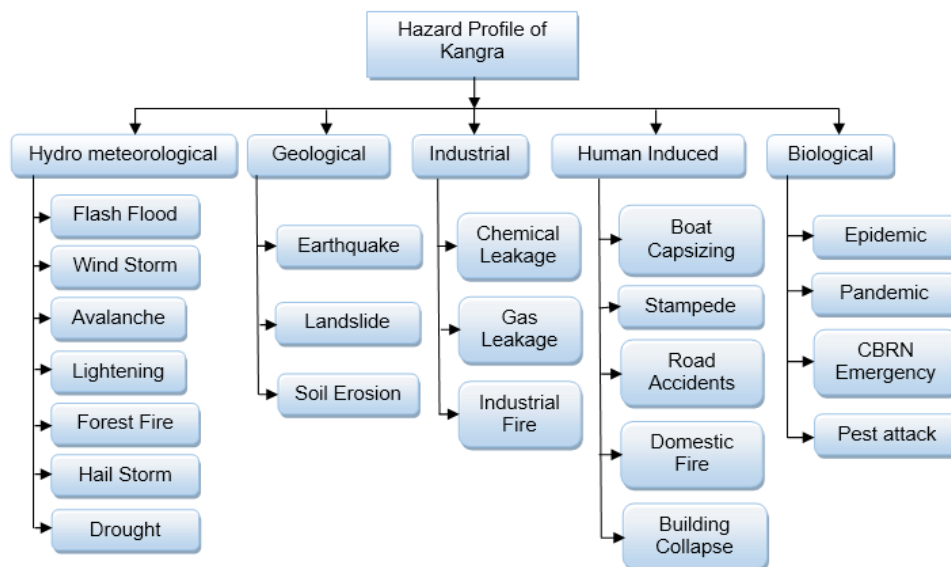 Hazard Profile of
Kangra
Hydro meteorological
Geological
Industrial
Human Induced
Biological
Flash Flood
Wind Storm
Avalanche
Lightening
Forest Fire
Hail Storm
Drought
Earthquake
Landslide
Soil Erosion
Chemical
Leakage
Gas
Leakage
Industrial
Fire
Boat
Capsizing
Stampede
Road
Accidents
Domestic
Fire
Building
Collapse
Epidemic
Pandemic
CBRN
Emergency
Pest attack